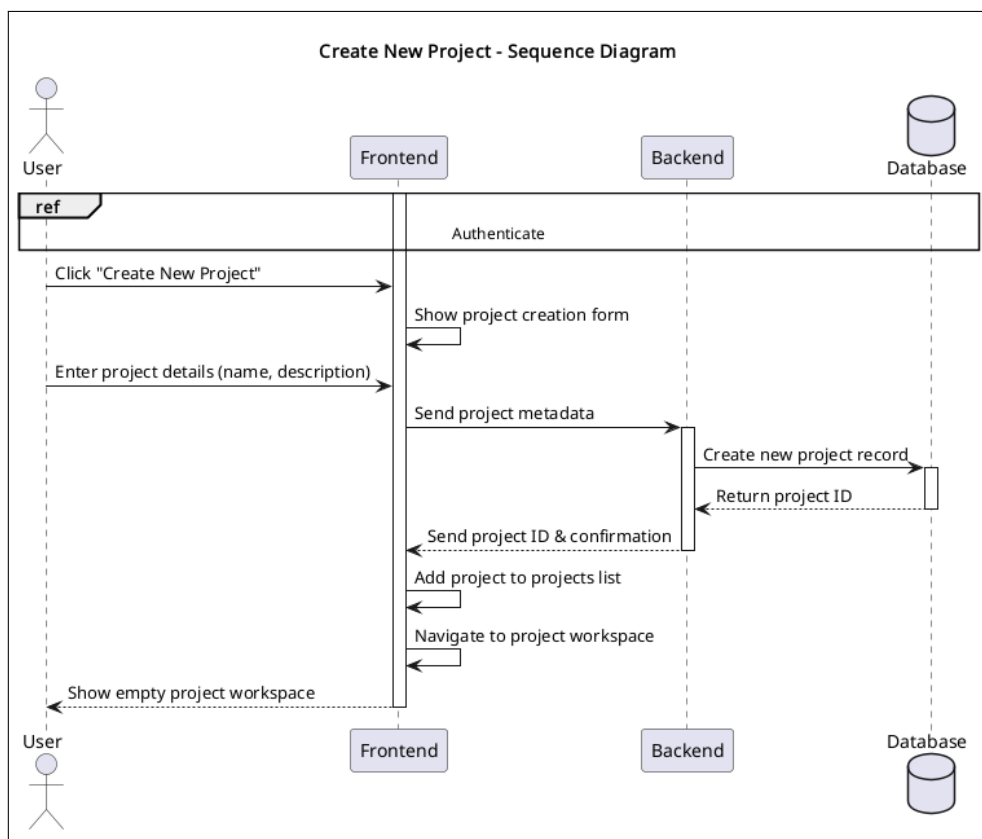 Create New Project - Sequence Diagram
User
Frontend
Backend
Database
ref
Authenticate
Click "Create New Project"
Show project creation form
Enter project details (name, description)
Send project metadata
Create new project record
Return project ID
Send project ID & confirmation
Add project to projects list
Navigate to project workspace
Show empty project workspace
User
Frontend
Backend
Database